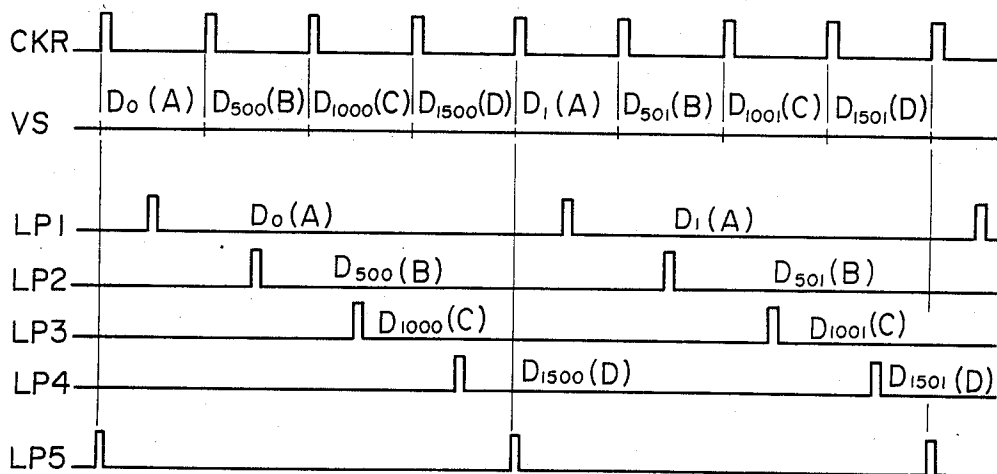 CKR
VS D₀(A) D₅₀₀(B) D₁₀₀₀(C) D₁₅₀₀(D) D₁(A) D₅₀₁(B) D₁₀₀₁(C) D₁₅₀₁(D)
LP1 D₀(A) D₁(A)
LP2 D₅₀₀(B) D₅₀₁(B)
LP3 D₁₀₀₀(C) D₁₀₀₁(C)
LP4 D₁₅₀₀(D) D₁₅₀₁(D)
LP5